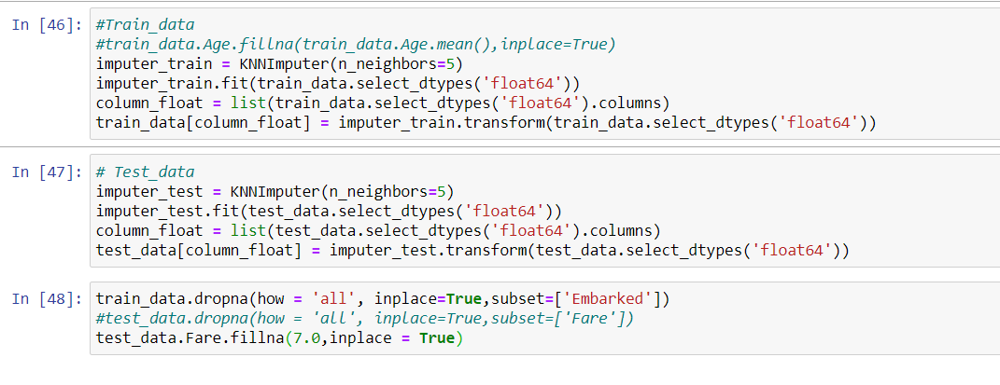 In [46]: #Train_data
#train_data.Age.fillna(train_data.Age.mean(),inplace=True)
imputer_train = KNNImputer(n_neighbors=5)
imputer_train.fit(train_data.select_dtypes('float64'))
column_float = list(train_data.select_dtypes('float64').columns)
train_data[column_float] = imputer_train.transform(train_data.select_dtypes('float64'))
In [47]: # Test_data
imputer_test = KNNImputer(n_neighbors=5)
imputer_test.fit(test_data.select_dtypes('float64'))
column_float = list(test_data.select_dtypes('float64').columns)
test_data[column_float] = imputer_test.transform(test_data.select_dtypes('float64'))
In [48]: train_data.dropna(how = 'all', inplace=True,subset=['Embarked'])
#test_data.dropna(how = 'all', inplace=True,subset=['Fare'])
test_data.Fare.fillna(7.0,inplace = True)